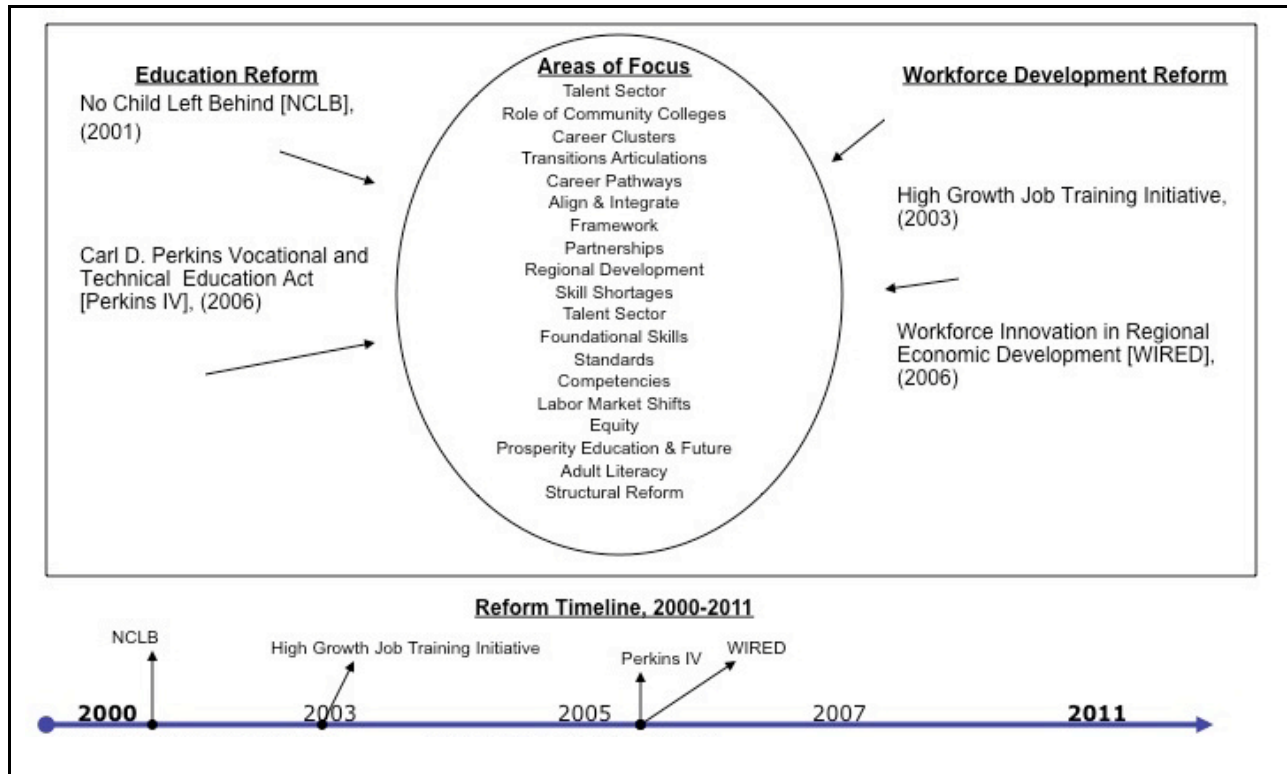 Education Reform
No Child Left Behind [NCLB],
(2001)
Carl D. Perkins Vocational and
Technical Education Act
[Perkins IV], (2006)
Areas of Focus
Talent Sector
Role of Community Colleges
Career Clusters
Transitions Articulations
Career Pathways
Align & Integrate
Framework
Partnerships
Regional Development
Skill Shortages
Talent Sector
Foundational Skills
Standards
Competencies
Labor Market Shifts
Equity
Prosperity Education & Future
Adult Literacy
Structural Reform
Workforce Development Reform
High Growth Job Training Initiative,
(2003)
Workforce Innovation in Regional
Economic Development [WIRED],
(2006)
Reform Timeline, 2000-2011
NCLB
High Growth Job Training Initiative
Perkins IV
WIRED
2000
2003
2005
2007
2011